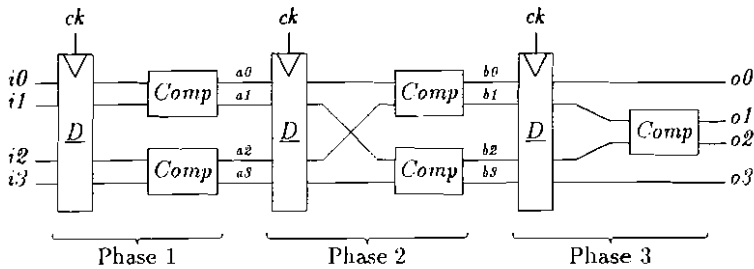 ck ck ck
i0 Comp a0 Comp b0 o0
i1 a1 b1 o1
D D D Comp
i2 Comp a2 Comp b2 o2
i3 a3 b3 o3
Phase 1 Phase 2 Phase 3